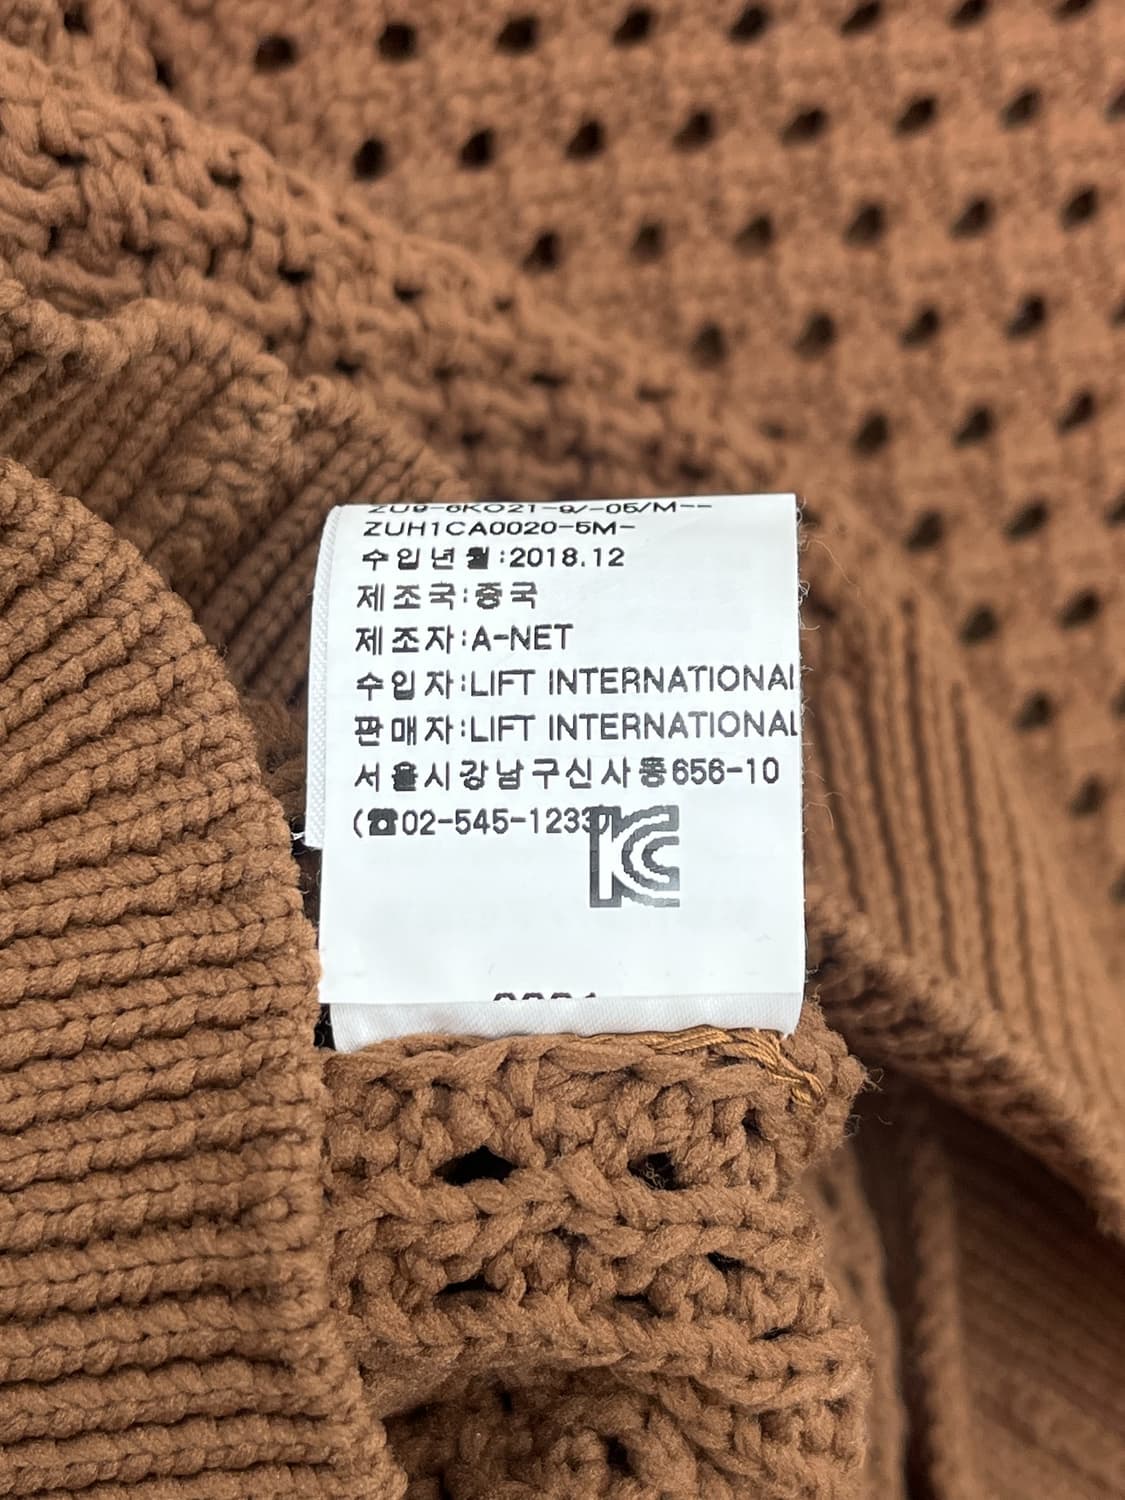 ZUH1CA0020-5M-
수입년월:2018.12
제조국:중국
제조자:A-NET
수입자:LIFT INTERNATIONAL
판매자:LIFT INTERNATIONAL
서울시강남구신사동656-10
(☎02-545-1233)
KC